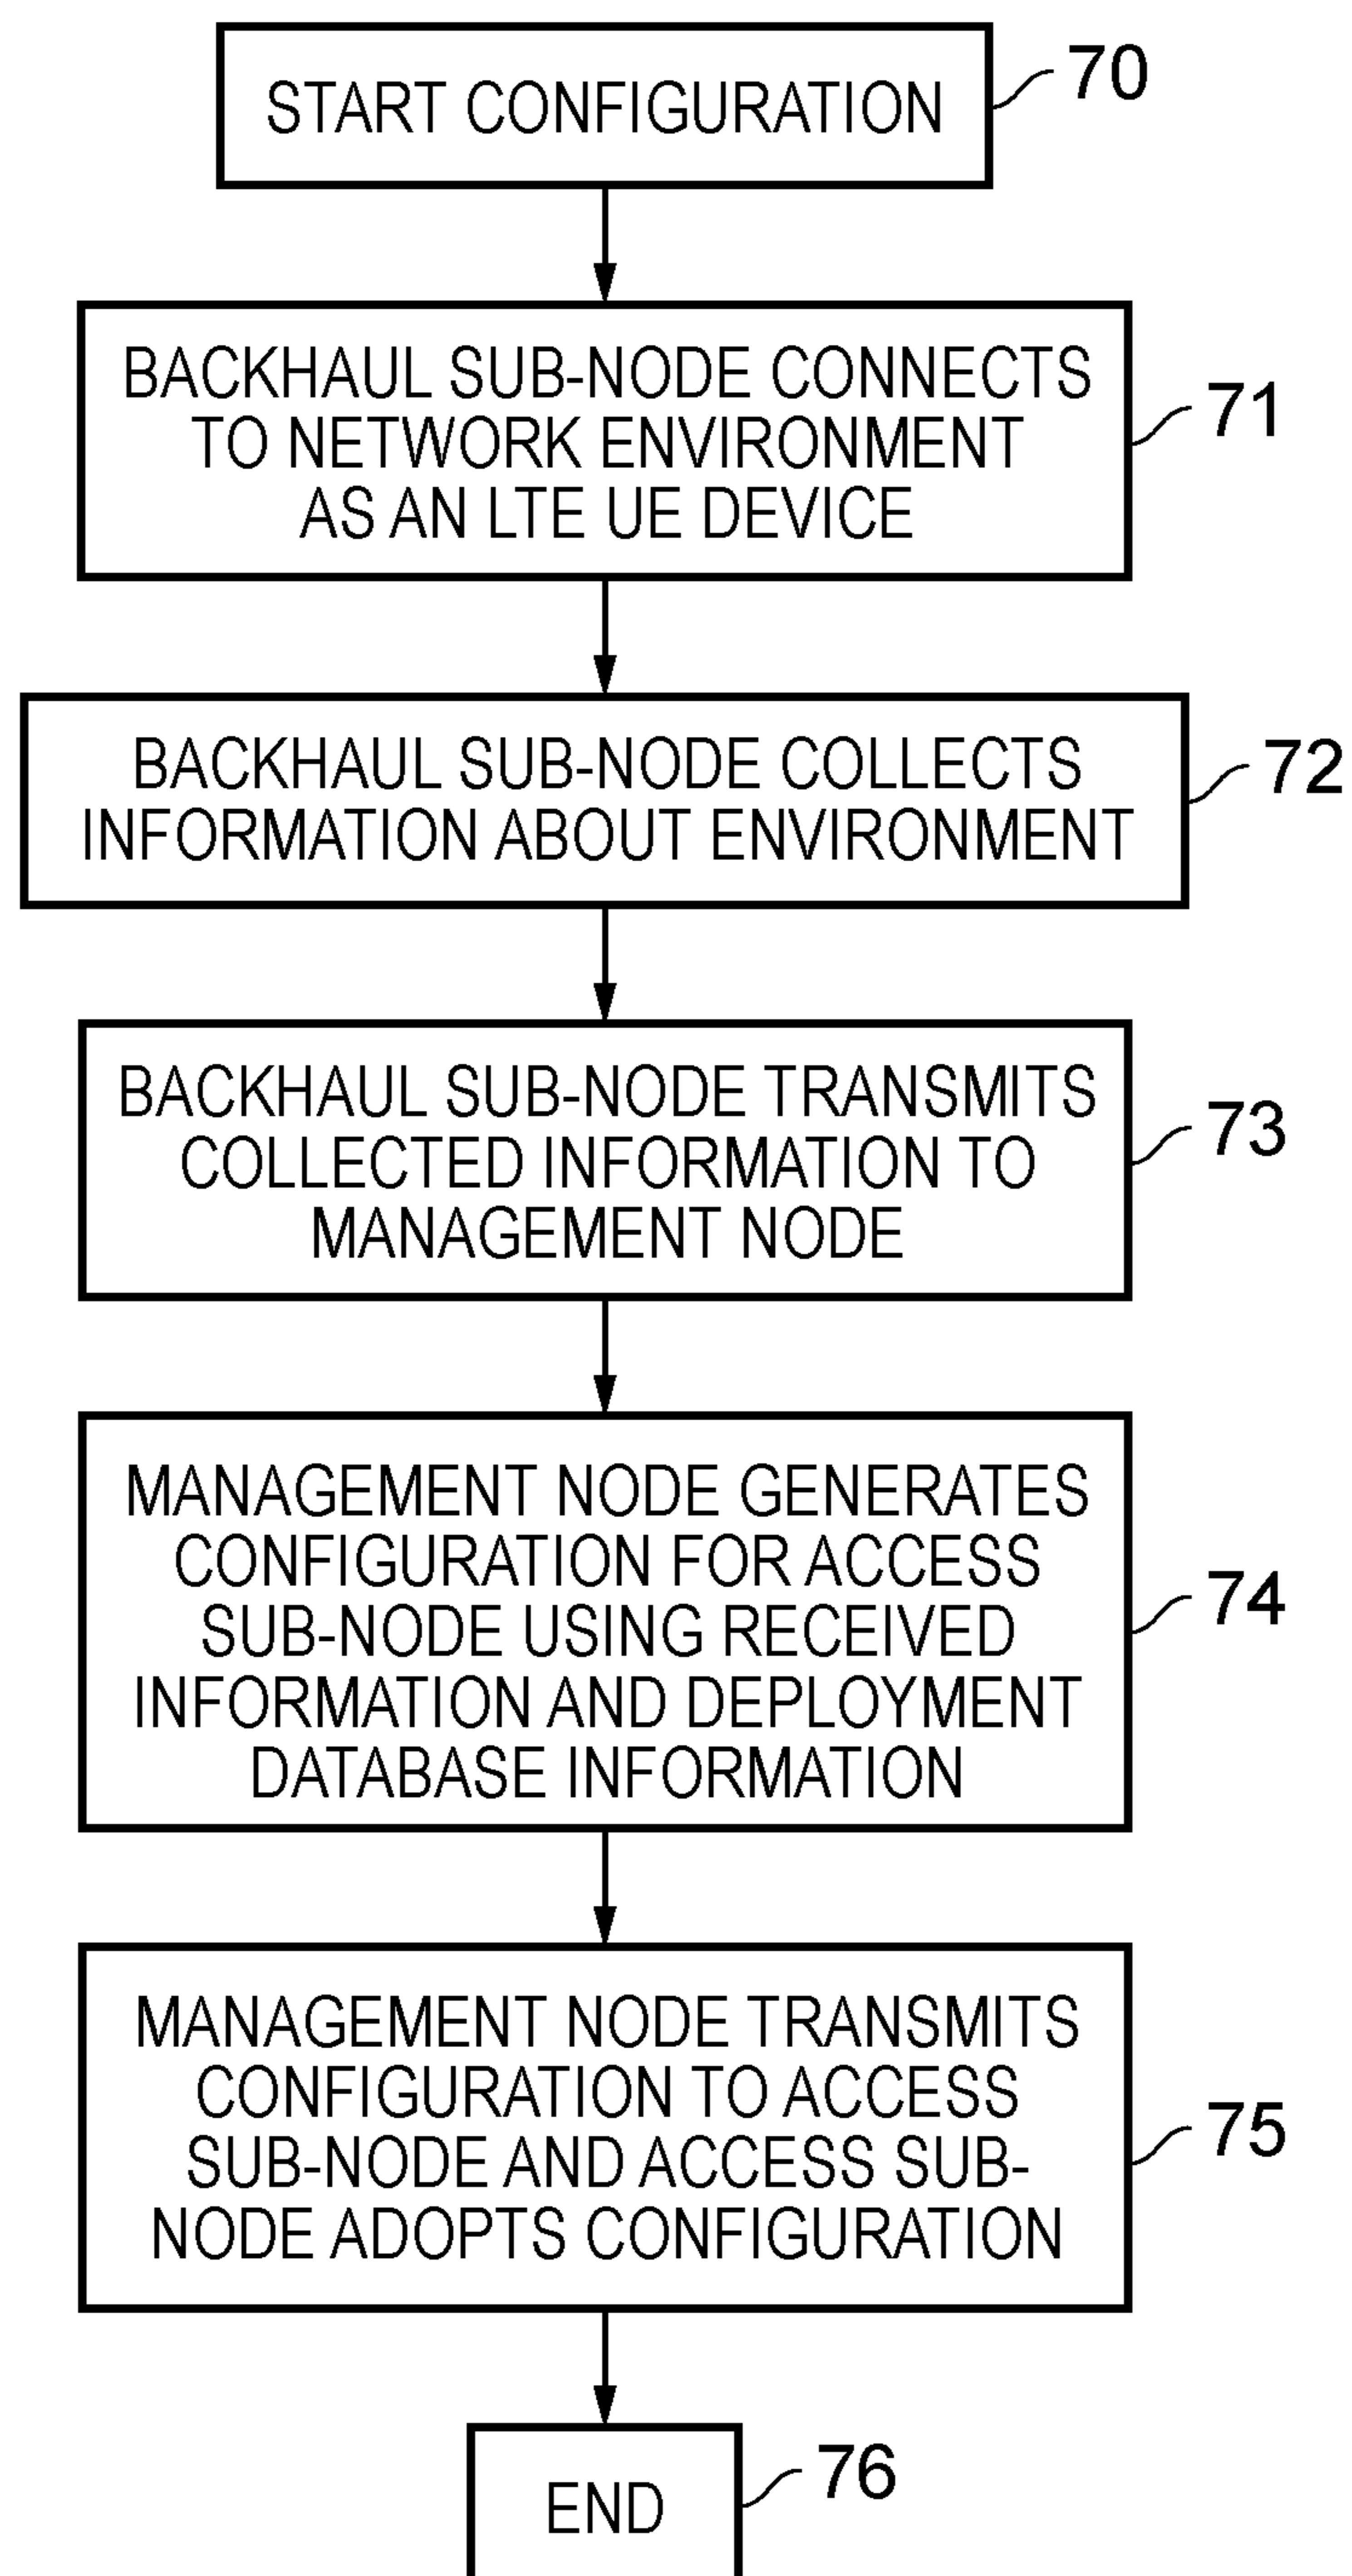 START CONFIGURATION
70
BACKHAUL SUB-NODE CONNECTS
TO NETWORK ENVIRONMENT
AS AN LTE UE DEVICE
71
BACKHAUL SUB-NODE COLLECTS
INFORMATION ABOUT ENVIRONMENT
72
BACKHAUL SUB-NODE TRANSMITS
COLLECTED INFORMATION TO
MANAGEMENT NODE
73
MANAGEMENT NODE GENERATES
CONFIGURATION FOR ACCESS
SUB-NODE USING RECEIVED
INFORMATION AND DEPLOYMENT
DATABASE INFORMATION
74
MANAGEMENT NODE TRANSMITS
CONFIGURATION TO ACCESS
SUB-NODE AND ACCESS SUB-
NODE ADOPTS CONFIGURATION
75
END
76